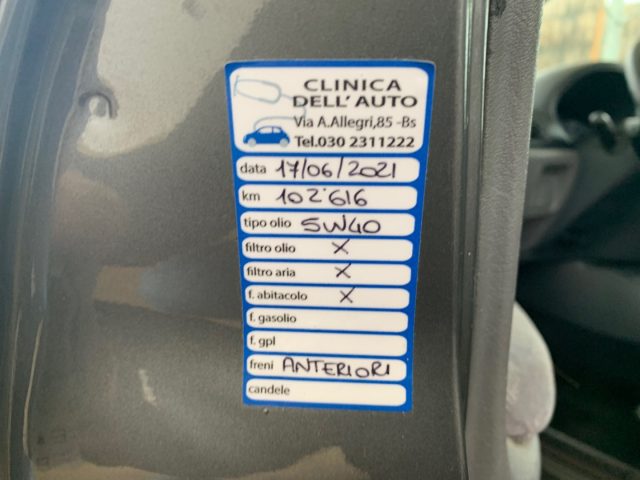 CLINICA
DELL' AUTO
Via A.Allegri,85 -Bs
Tel.030 2311222
data 17/06/2021
km 102'616
tipo olio 5W40
filtro olio X
filtro aria X
f. abitacolo X
f. gasolio
f. gpl
freni ANTERIORI
candele